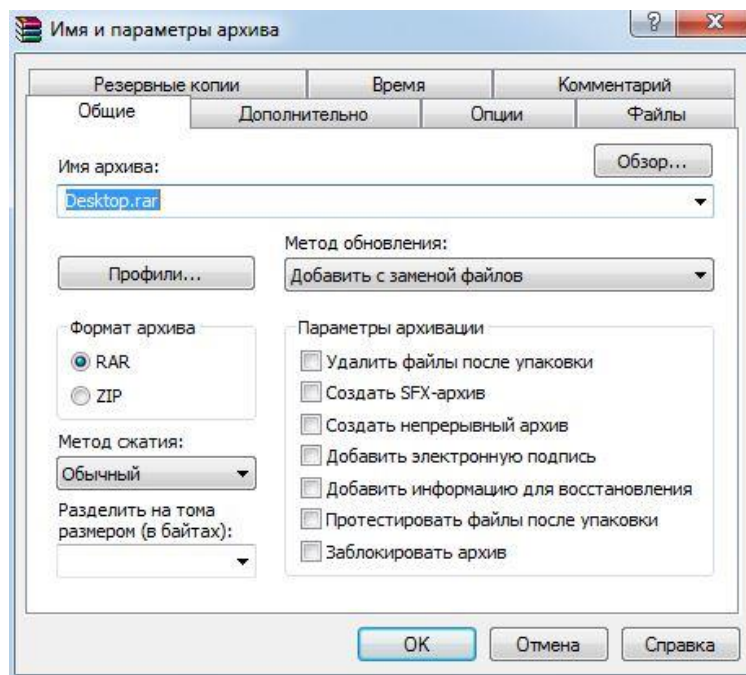 Имя и параметры архива
Резервные копии Время Комментарий
Общие Дополнительно Опции Файлы
Имя архива:
Обзор...
Desktop.rar
Метод обновления:
Профили...
Добавить с заменой файлов
Формат архива
RAR
ZIP
Метод сжатия:
Обычный
Разделить на тома
размером (в байтах):
Параметры архивации
Удалить файлы после упаковки
Создать SFX-архив
Создать непрерывный архив
Добавить электронную подпись
Добавить информацию для восстановления
Протестировать файлы после упаковки
Заблокировать архив
OK Отмена Справка